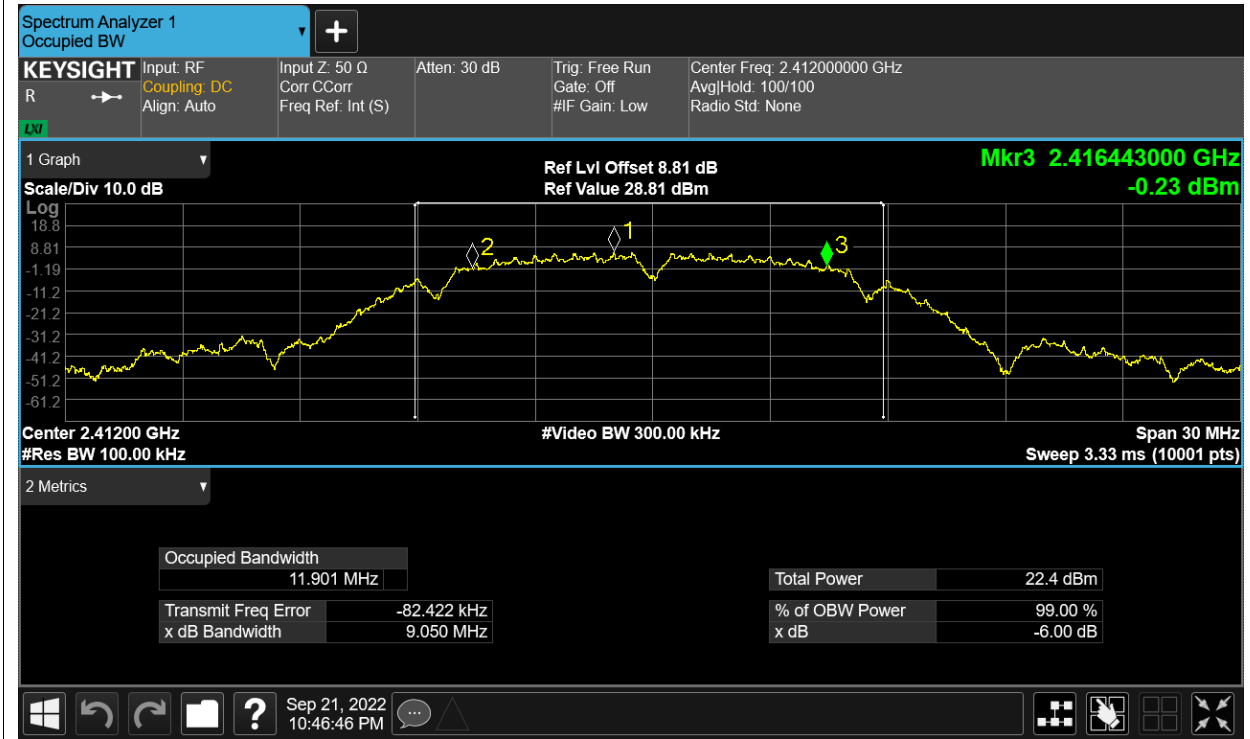 Spectrum Analyzer 1
Occupied BW
KEYSIGHT
R
LXI
Input: RF
Coupling: DC
Align: Auto
Input Z: 50 Ω
Corr CCorr
Freq Ref: Int (S)
Atten: 30 dB
Trig: Free Run
Gate: Off
#IF Gain: Low
Center Freq: 2.412000000 GHz
Avg|Hold: 100/100
Radio Std: None
1 Graph
Scale/Div 10.0 dB
Ref Lvl Offset 8.81 dB
Ref Value 28.81 dBm
Mkr3 2.416443000 GHz
-0.23 dBm
Log
18.8
8.81
-1.19
-11.2
-21.2
-31.2
-41.2
-51.2
-61.2
2
1
3
Center 2.41200 GHz
#Video BW 300.00 kHz
Span 30 MHz
#Res BW 100.00 kHz
Sweep 3.33 ms (10001 pts)
2 Metrics
Occupied Bandwidth
11.901 MHz
Total Power 22.4 dBm
Transmit Freq Error -82.422 kHz
% of OBW Power 99.00 %
x dB Bandwidth 9.050 MHz
x dB -6.00 dB
?
Sep 21, 2022
10:46:46 PM